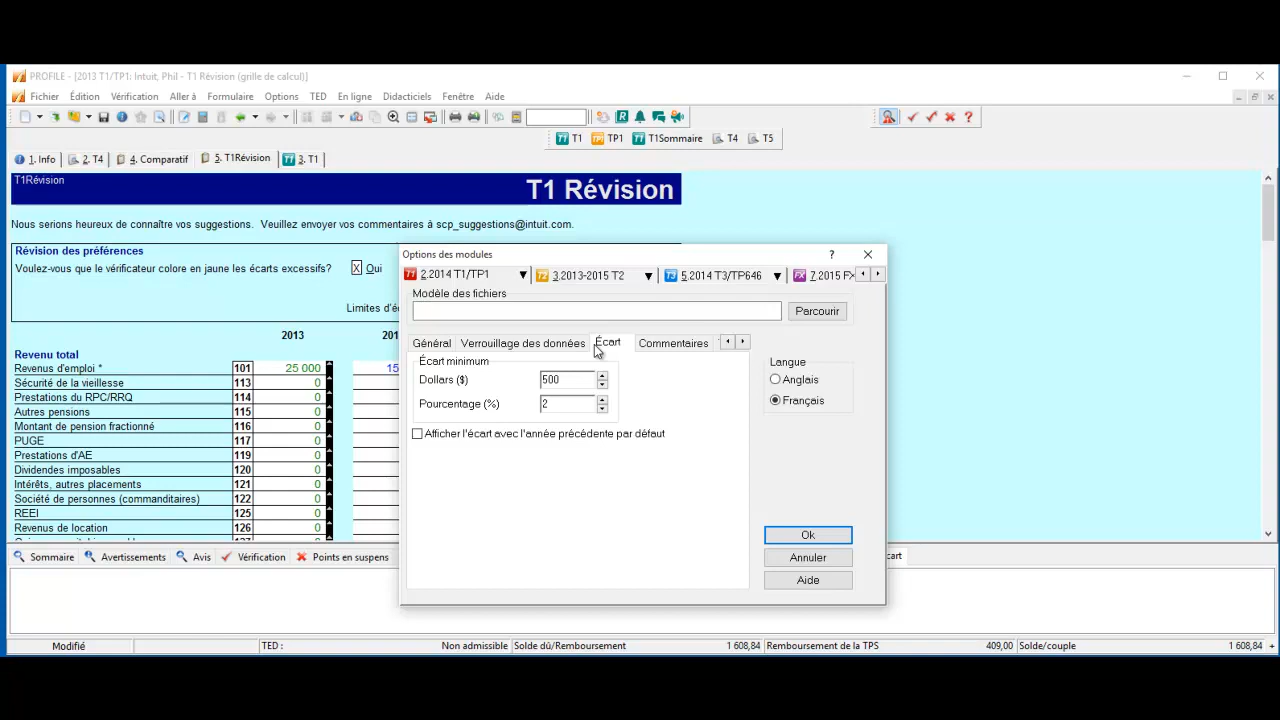 PROFILE - [2013 T1/TP1: Intuit, Phil - T1 Révision (grille de calcul)]
Fichier Édition Vérification Aller à Formulaire Options TED En ligne Didacticiels Fenêtre Aide
T1 TP1 T1Sommaire T4 T5
1. Info 2. T4 4. Comparatif 5. T1Révision 3. T1
T1Révision
T1 Révision
Nous serions heureux de connaître vos suggestions. Veuillez envoyer vos commentaires à scp_suggestions@intuit.com.
Révision des préférences
Voulez-vous que le vérificateur colore en jaune les écarts excessifs? X Oui
Limites d'é
2013 20
Revenu total
Revenus d'emploi * 101 25 000 15
Sécurité de la vieillesse 113 0
Prestations du RPC/RRQ 114 0
Autres pensions 115 0
Montant de pension fractionné 116 0
PUGE 117 0
Prestations d'AE 119 0
Dividendes imposables 120 0
Intérêts, autres placements 121 0
Société de personnes (commanditaires) 122 0
REEI 125 0
Revenus de location 126 0
Options des modules
?
2.2014 T1/TP1 3.2013-2015 T2 5.2014 T3/TP646 7.2015 FX
Modèle des fichiers
Parcourir
Général Verrouillage des données Écart Commentaires
Écart minimum
Dollars ($) 500
Pourcentage (%) 2
Afficher l'écart avec l'année précédente par défaut
Langue
Anglais
Français
Ok
Annuler
Aide
Sommaire Avertissements Avis Vérification Points en suspens cart
Modifié TED : Non admissible Solde dû/Remboursement 1 608,84 Remboursement de la TPS 409,00 Solde/couple 1 608,84 +